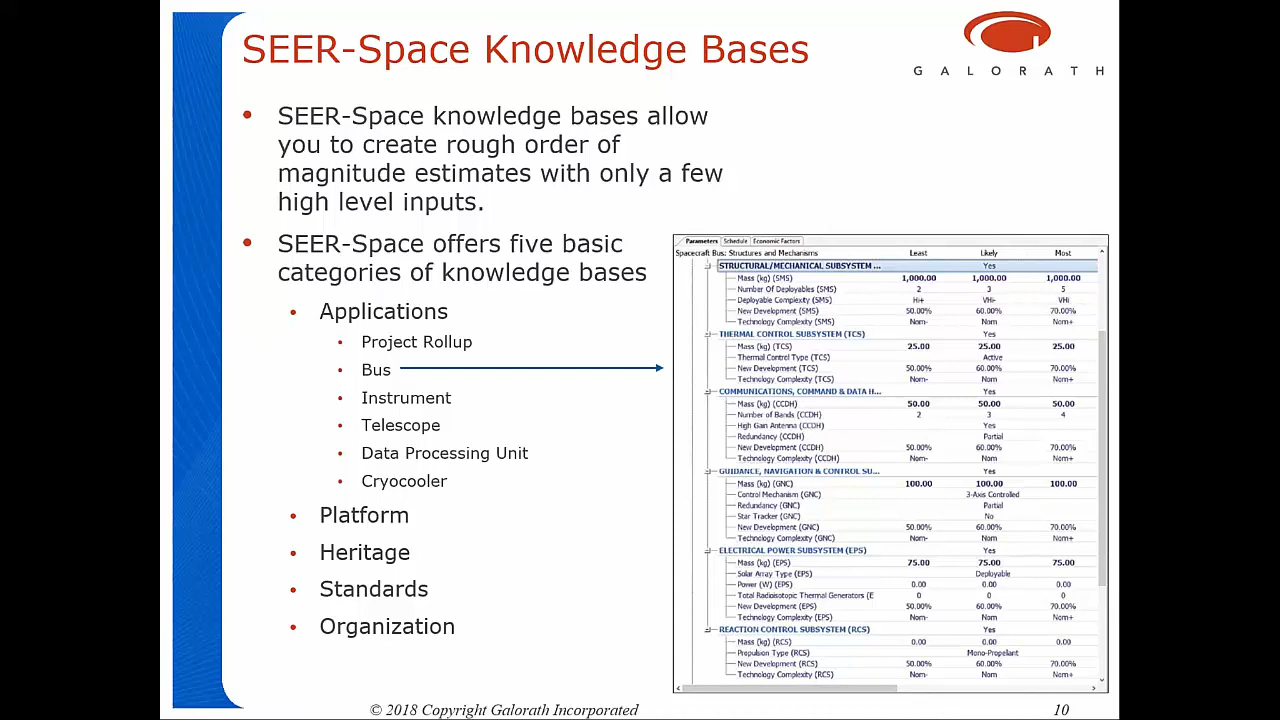 SEER-Space Knowledge Bases
GALORATH
• SEER-Space knowledge bases allow
you to create rough order of
magnitude estimates with only a few
high level inputs.
• SEER-Space offers five basic
categories of knowledge bases
• Applications
• Project Rollup
• Bus
• Instrument
• Telescope
• Data Processing Unit
• Cryocooler
• Platform
• Heritage
• Standards
• Organization
Parameters Schedule Economic Factors
Spacecraft Bus: Structures and Mechanisms Least Likely Most
STRUCTURAL/MECHANICAL SUBSYSTEM ... Yes
Mass (kg) (SMS) 1,000.00 1,000.00 1,000.00
Number Of Deployables (SMS) 2 3 5
Deployable Complexity (SMS) Hi+ VHi- VHi
New Development (SMS) 50.00% 60.00% 70.00%
Technology Complexity (SMS) Nom- Nom Nom+
THERMAL CONTROL SUBSYSTEM (TCS) Yes
Mass (kg) (TCS) 25.00 25.00 25.00
Thermal Control Type (TCS) Active
New Development (TCS) 50.00% 60.00% 70.00%
Technology Complexity (TCS) Nom- Nom Nom+
COMMUNICATIONS, COMMAND & DATA H... Yes
Mass (kg) (CCDH) 50.00 50.00 50.00
Number of Bands (CCDH) 2 3 4
High Gain Antenna (CCDH) Yes
Redundancy (CCDH) Partial
New Development (CCDH) 50.00% 60.00% 70.00%
Technology Complexity (CCDH) Nom- Nom Nom+
GUIDANCE, NAVIGATION & CONTROL SU... Yes
Mass (kg) (GNC) 100.00 100.00 100.00
Control Mechanism (GNC) 3-Axis Controlled
Redundancy (GNC) Partial
Star Tracker (GNC) No
New Development (GNC) 50.00% 60.00% 70.00%
Technology Complexity (GNC) Nom- Nom Nom+
ELECTRICAL POWER SUBSYSTEM (EPS) Yes
Mass (kg) (EPS) 75.00 75.00 75.00
Solar Array Type (EPS) Deployable
Power (W) (EPS) 0.00 0.00 0.00
Total Radioisotopic Thermal Generators (E 0 0 0
New Development (EPS) 50.00% 60.00% 70.00%
Technology Complexity (EPS) Nom- Nom Nom+
REACTION CONTROL SUBSYSTEM (RCS) Yes
Mass (kg) (RCS) 0.00 0.00 0.00
Propulsion Type (RCS) Mono-Propelant
New Development (RCS) 50.00% 60.00% 70.00%
Technology Complexity (RCS) Nom- Nom Nom+
© 2018 Copyright Galorath Incorporated 10